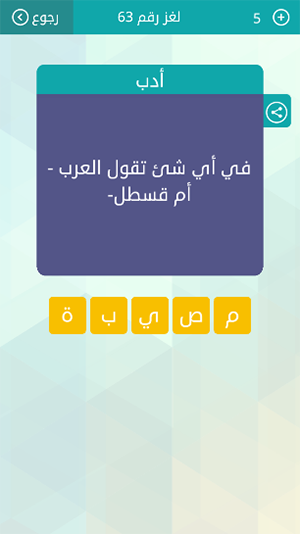 رجوع لغز رقم 63 5
أدب
في أي شئ تقول العرب -
أم قسطل-
م ص ي ب ة